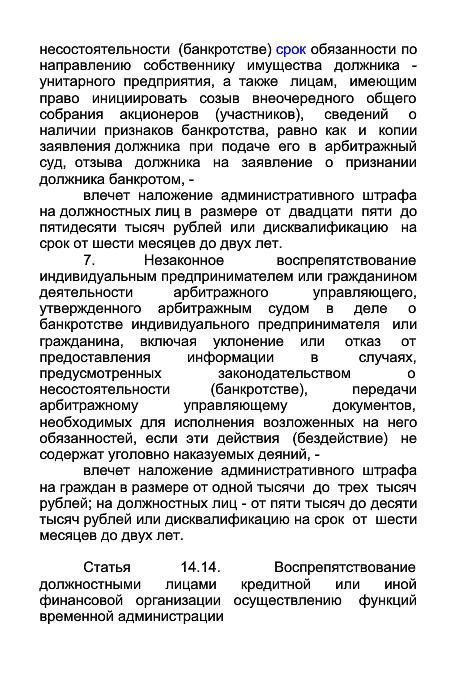 несостоятельности (банкротстве) срок обязанности по
направлению собственнику имущества должника -
унитарного предприятия, а также лицам, имеющим
право инициировать созыв внеочередного общего
собрания акционеров (участников), сведений о
наличии признаков банкротства, равно как и копии
заявления должника при подаче его в арбитражный
суд, отзыва должника на заявление о признании
должника банкротом, -
влечет наложение административного штрафа
на должностных лиц в размере от двадцати пяти до
пятидесяти тысяч рублей или дисквалификацию на
срок от шести месяцев до двух лет.
7. Незаконное воспрепятствование
индивидуальным предпринимателем или гражданином
деятельности арбитражного управляющего,
утвержденного арбитражным судом в деле о
банкротстве индивидуального предпринимателя или
гражданина, включая уклонение или отказ от
предоставления информации в случаях,
предусмотренных законодательством о
несостоятельности (банкротстве), передачи
арбитражному управляющему документов,
необходимых для исполнения возложенных на него
обязанностей, если эти действия (бездействие) не
содержат уголовно наказуемых деяний, -
влечет наложение административного штрафа
на граждан в размере от одной тысячи до трех тысяч
рублей; на должностных лиц - от пяти тысяч до десяти
тысяч рублей или дисквалификацию на срок от шести
месяцев до двух лет.
Статья 14.14. Воспрепятствование
должностными лицами кредитной или иной
финансовой организации осуществлению функций
временной администрации